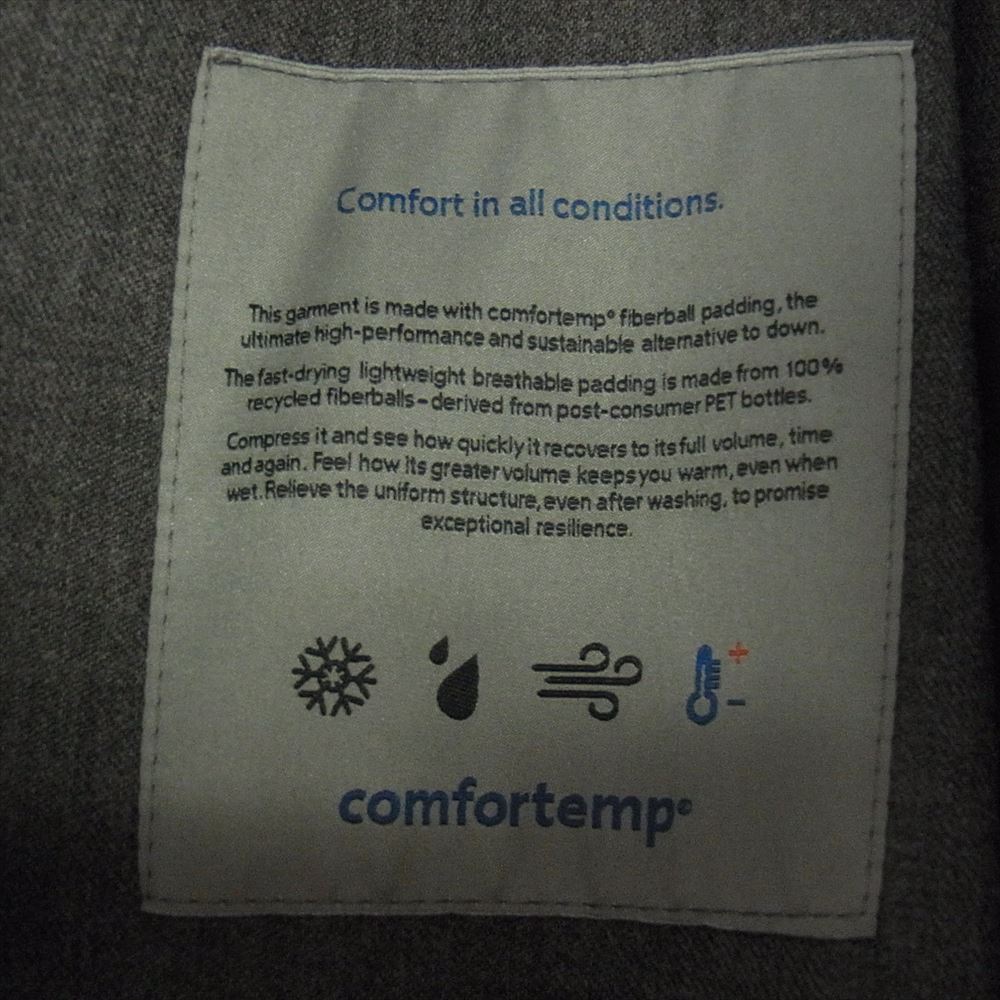 Comfort in all conditions.
This garment is made with comfortemp® fiberball padding, the
ultimate high-performance and sustainable alternative to down.
The fast-drying lightweight breathable padding is made from 100%
recycled fiberballs – derived from post-consumer PET bottles.
Compress it and see how quickly it recovers to its full volume, time
and again. Feel how its greater volume keeps you warm, even when
wet. Relieve the uniform structure, even after washing, to promise
exceptional resilience.
comfortemp®